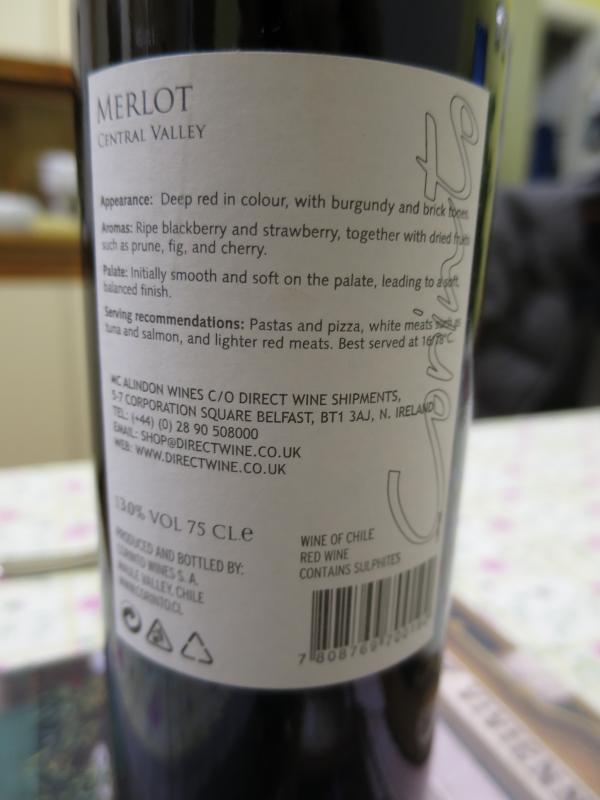 MERLOT
CENTRAL VALLEY
Appearance: Deep red in colour, with burgundy and brick tones.
Aromas: Ripe blackberry and strawberry, together with dried fruits
such as prune, fig, and cherry.
Palate: Initially smooth and soft on the palate, leading to a soft,
balanced finish.
Serving recommendations: Pastas and pizza, white meats such as
tuna and salmon, and lighter red meats. Best served at 16/18°C.
MC ALINDON WINES C/O DIRECT WINE SHIPMENTS,
5-7 CORPORATION SQUARE BELFAST, BT1 3AJ, N. IRELAND
TEL: (+44) (0) 28 90 508000
EMAIL: SHOP@DIRECTWINE.CO.UK
WEB: WWW.DIRECTWINE.CO.UK
13.0% VOL 75 CL.e
PRODUCED AND BOTTLED BY:
CORINTO WINES S. A.
MAULE VALLEY, CHILE
WWW.CORINTO.CL
WINE OF CHILE
RED WINE
CONTAINS SULPHITES
Corinto
VIVIENN